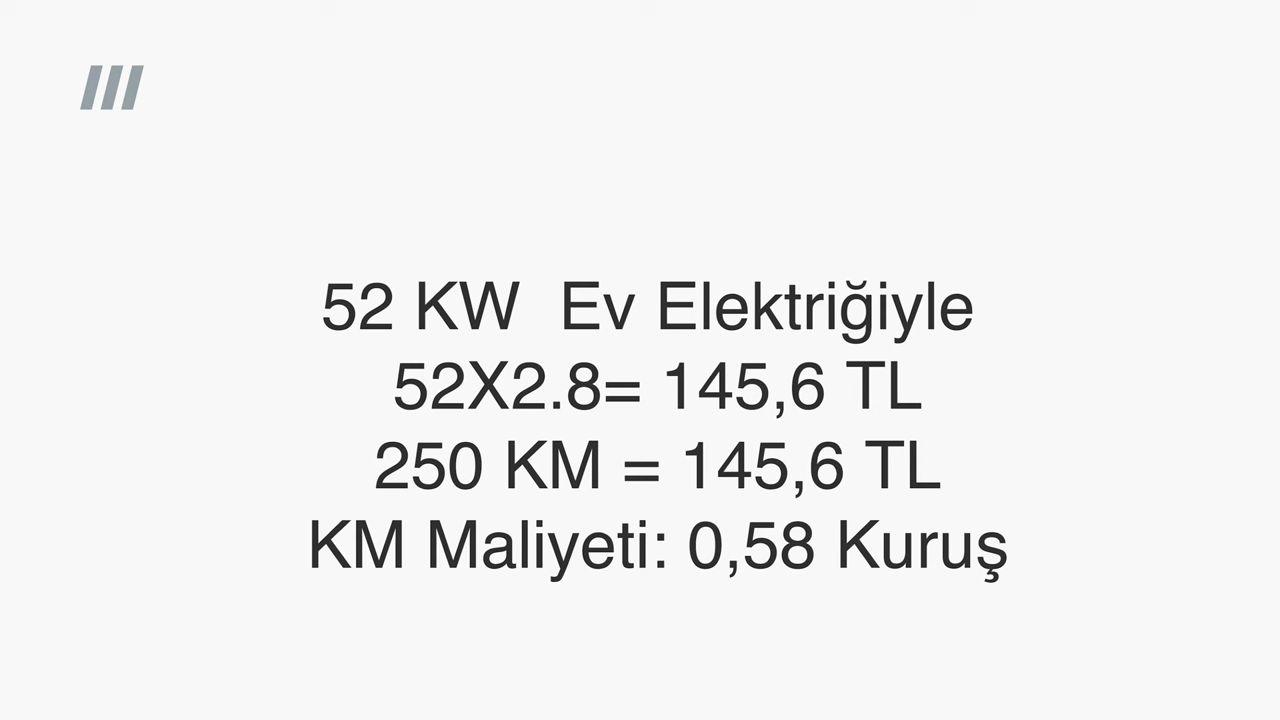 52 KW  Ev Elektriğiyle
52X2.8= 145,6 TL
250 KM = 145,6 TL
KM Maliyeti: 0,58 Kuruş